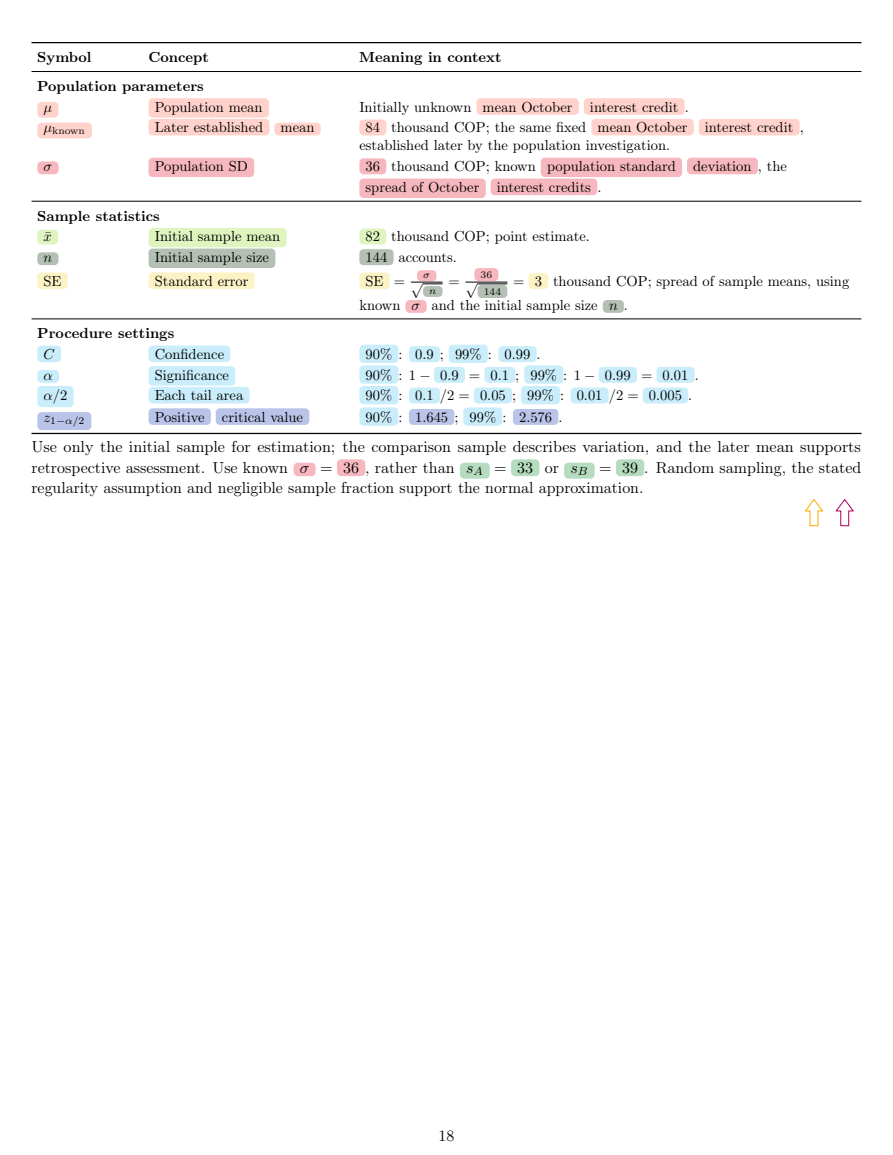 Symbol Concept Meaning in context
Population parameters
μ Population mean Initially unknown mean October interest credit.
μknown Later established mean 84 thousand COP; the same fixed mean October interest credit,
established later by the population investigation.
σ Population SD 36 thousand COP; known population standard deviation, the
spread of October interest credits.
Sample statistics
x̄ Initial sample mean 82 thousand COP; point estimate.
n Initial sample size 144 accounts.
SE Standard error SE = σ/√n = 36/√144 = 3 thousand COP; spread of sample means, using
known σ and the initial sample size n.
Procedure settings
C Confidence 90%: 0.9; 99%: 0.99.
α Significance 90%: 1 − 0.9 = 0.1; 99%: 1 − 0.99 = 0.01.
α/2 Each tail area 90%: 0.1/2 = 0.05; 99%: 0.01/2 = 0.005.
z1−α/2 Positive critical value 90%: 1.645; 99%: 2.576.
Use only the initial sample for estimation; the comparison sample describes variation, and the later mean supports
retrospective assessment. Use known σ = 36, rather than sA = 33 or sB = 39. Random sampling, the stated
regularity assumption and negligible sample fraction support the normal approximation.
18